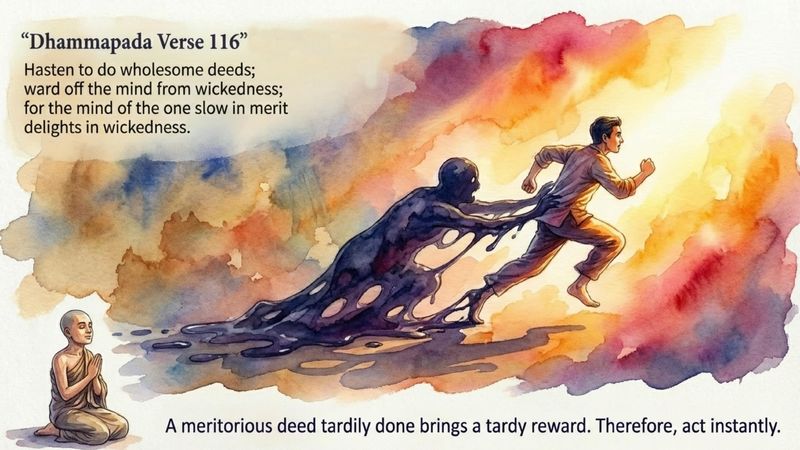 “Dhammapada Verse 116”
Hasten to do wholesome deeds;
ward off the mind from wickedness;
for the mind of the one slow in merit
delights in wickedness.
A meritorious deed tardily done brings a tardy reward. Therefore, act instantly.